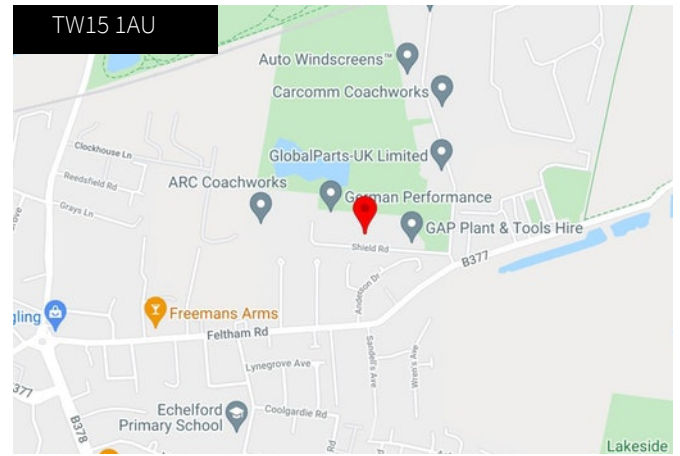 TW15 1AU
Auto Windscreens™
Carcomm Coachworks
Clockhouse Ln
GlobalParts-UK Limited
Reedsfield Rd
ARC Coachworks
German Performance
Grays Ln
GAP Plant & Tools Hire
Shield Rd
B377
Anderson Dr
gling
Freemans Arms
Feltham Rd
Sandell's Ave
Wren's Ave
Lynegrove Ave
Echelford
Primary School
Coolgardie Rd
B378
Lakeside